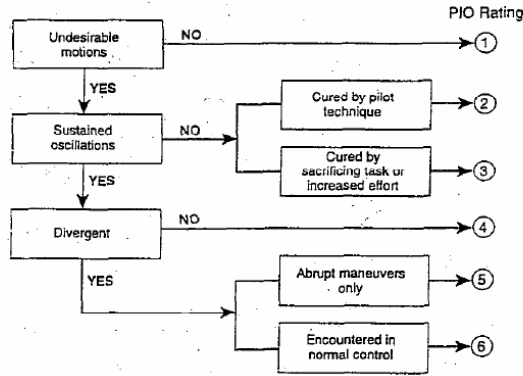 PIO Rating
Undesirable
motions
NO
1
YES
Sustained
oscillations
NO
Cured by pilot
technique
2
Cured by
sacrificing task or
increased effort
3
YES
Divergent
NO
4
YES
Abrupt maneuvers
only
5
Encountered in
normal control
6